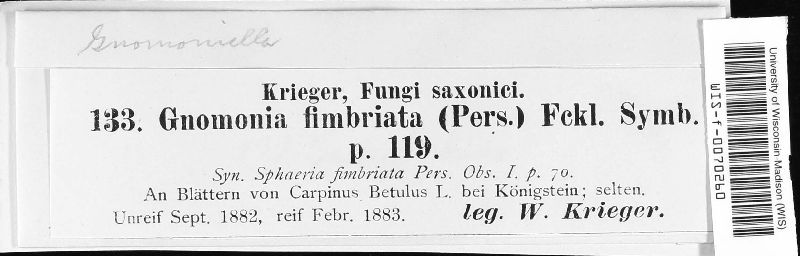 Gnomoniella
Krieger, Fungi saxonici.
133. Gnomonia fimbriata (Pers.) Fckl. Symb.
p. 119.
Syn. Sphaeria fimbriata Pers. Obs. I. p. 70.
An Blättern von Carpinus Betulus L. bei Königstein; selten.
Unreif Sept. 1882, reif Febr. 1883. leg. W. Krieger.
University of Wisconsin-Madison (WIS)
WIS-f-0070260